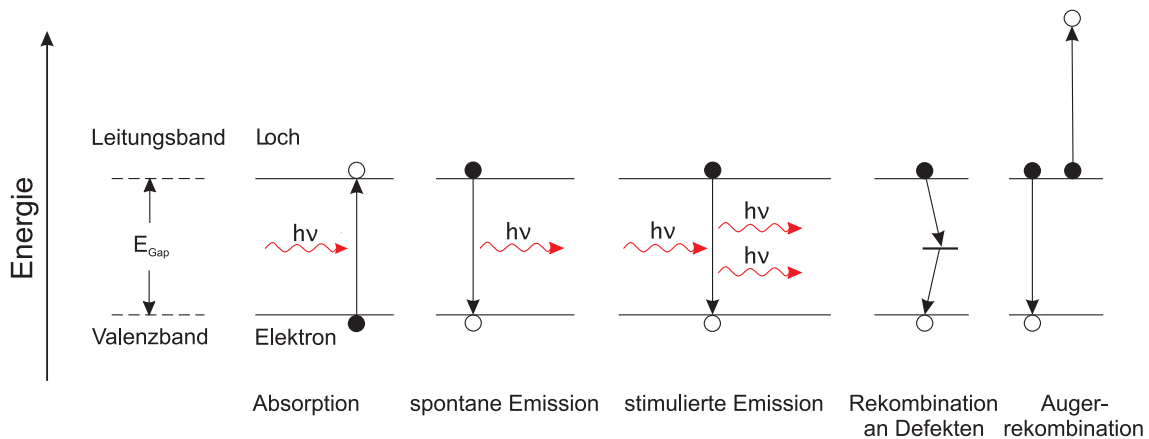 Energie
Leitungsband
E_Gap
Valenzband
Loch
hν
Elektron
Absorption
hν
spontane Emission
hν
hν
hν
stimulierte Emission
Rekombination
an Defekten
Auger-
rekombination